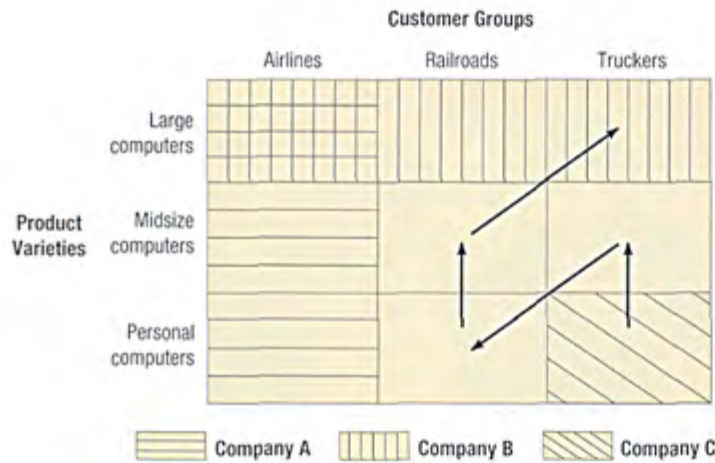 Customer Groups
Airlines Railroads Truckers
Large
computers
Product
Varieties
Midsize
computers
Personal
computers
Company A Company B Company C